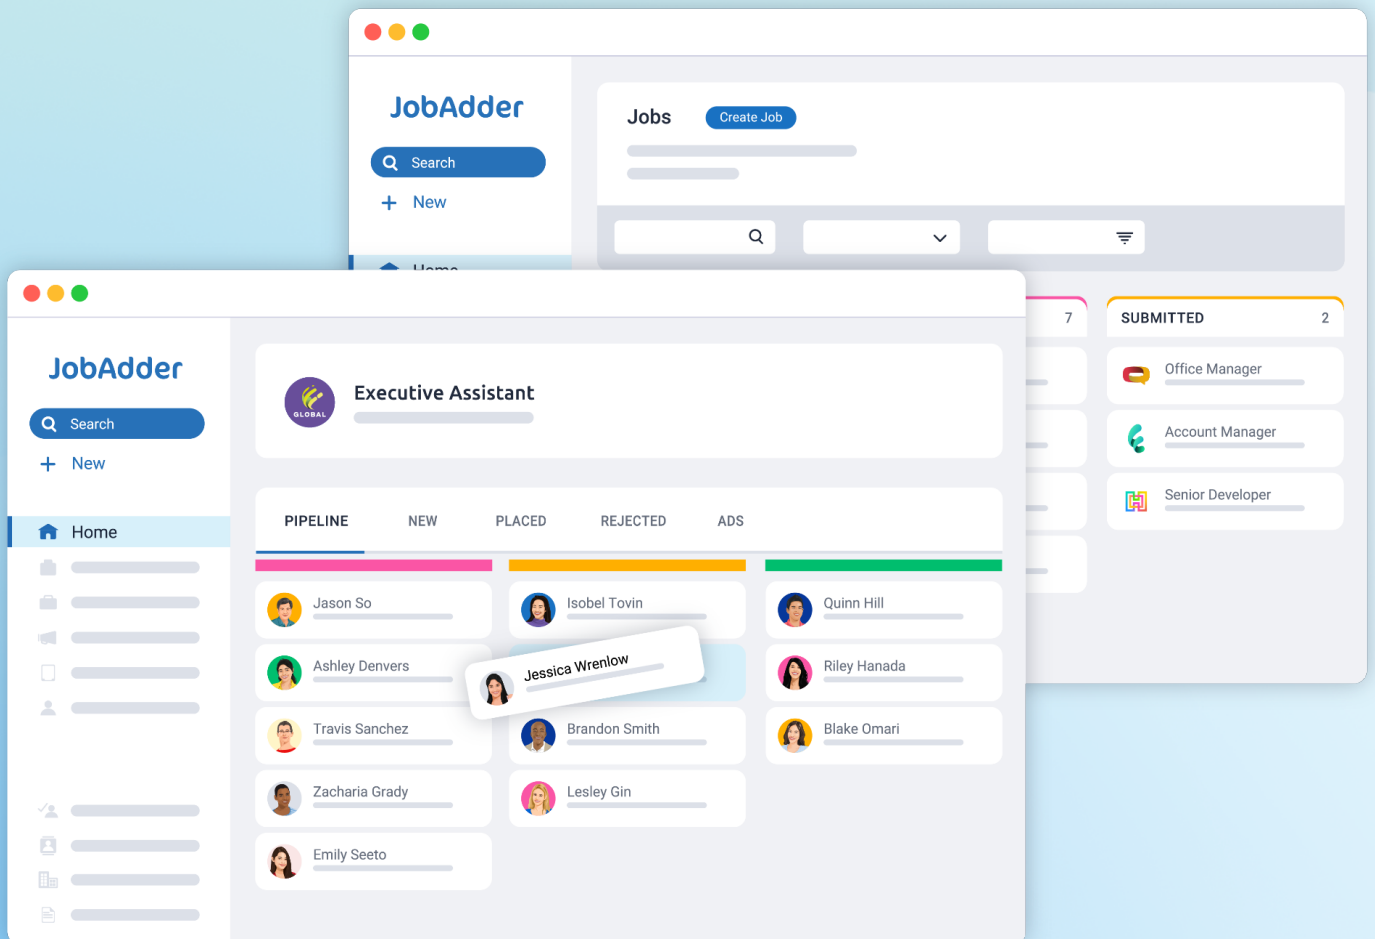 JobAdder
Search
New
Home
Jobs
Create Job
7
SUBMITTED
2
Office Manager
Account Manager
Senior Developer
JobAdder
Search
New
Home
GLOBAL
Executive Assistant
PIPELINE
NEW
PLACED
REJECTED
ADS
Jason So
Ashley Denvers
Travis Sanchez
Zacharia Grady
Emily Seeto
Isobel Tovin
Jessica Wrenlow
Brandon Smith
Lesley Gin
Quinn Hill
Riley Hanada
Blake Omari